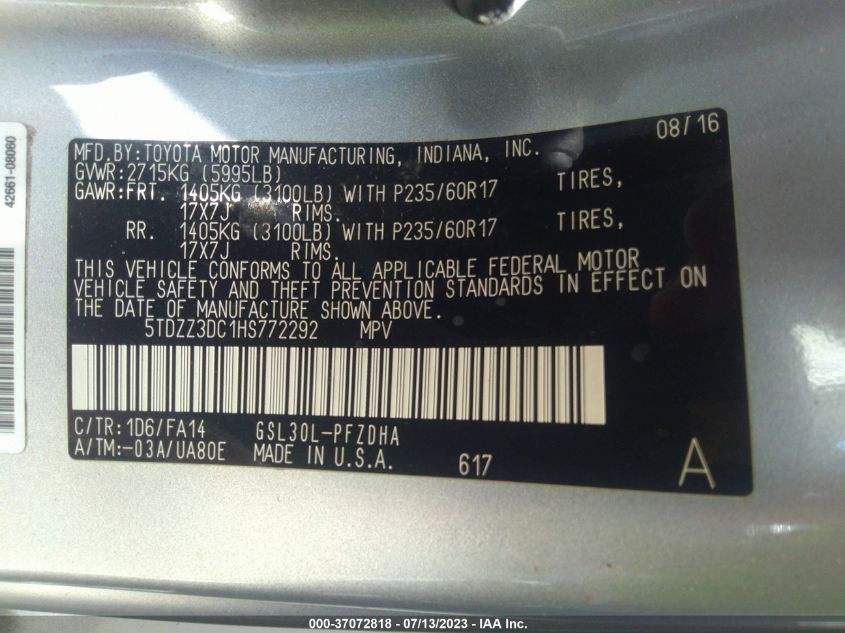 42661-08060
08/16
MFD.BY:TOYOTA MOTOR MANUFACTURING, INDIANA, INC.
GVWR:2715KG (5995LB)
GAWR:FRT. 1405KG (3100LB) WITH P235/60R17 TIRES,
17X7J RIMS.
RR. 1405KG (3100LB) WITH P235/60R17 TIRES,
17X7J RIMS.
THIS VEHICLE CONFORMS TO ALL APPLICABLE FEDERAL MOTOR
VEHICLE SAFETY AND THEFT PREVENTION STANDARDS IN EFFECT ON
THE DATE OF MANUFACTURE SHOWN ABOVE.
5TDZZ3DC1HS772292 MPV
C/TR:1D6/FA14 GSL30L-PFZDHA
A/TM:-03A/UA80E MADE IN U.S.A. 617 A
000-37072818 - 07/13/2023 - IAA Inc.